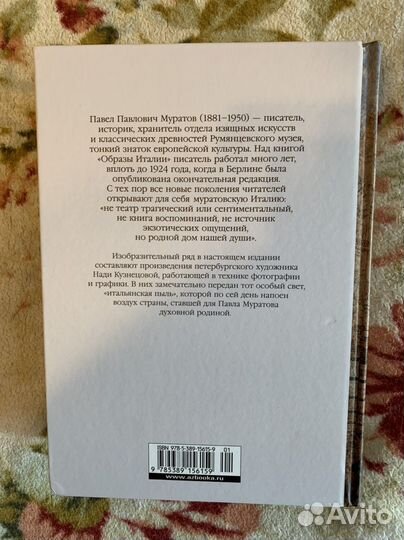 Павел Павлович Муратов (1881–1950) — писатель,
историк, хранитель отдела изящных искусств
и классических древностей Румянцевского музея,
тонкий знаток европейской культуры. Над книгой
«Образы Италии» писатель работал много лет,
вплоть до 1924 года, когда в Берлине была
опубликована окончательная редакция.
С тех пор все новые поколения читателей
открывают для себя муратовскую Италию:
«не театр трагический или сентиментальный,
не книга воспоминаний, не источник
экзотических ощущений,
но родной дом нашей души».
Изобразительный ряд в настоящем издании
составляют произведения петербургского художника
Нади Кузнецовой, работающей в технике фотографии
и графики. В них замечательно передан тот особый свет,
«итальянская пыль», которой по сей день напоен
воздух страны, ставшей для Павла Муратова
духовной родиной.
ISBN 978-5-389-15615-9
01
9 785389 156159
www.azbooka.ru
Avito